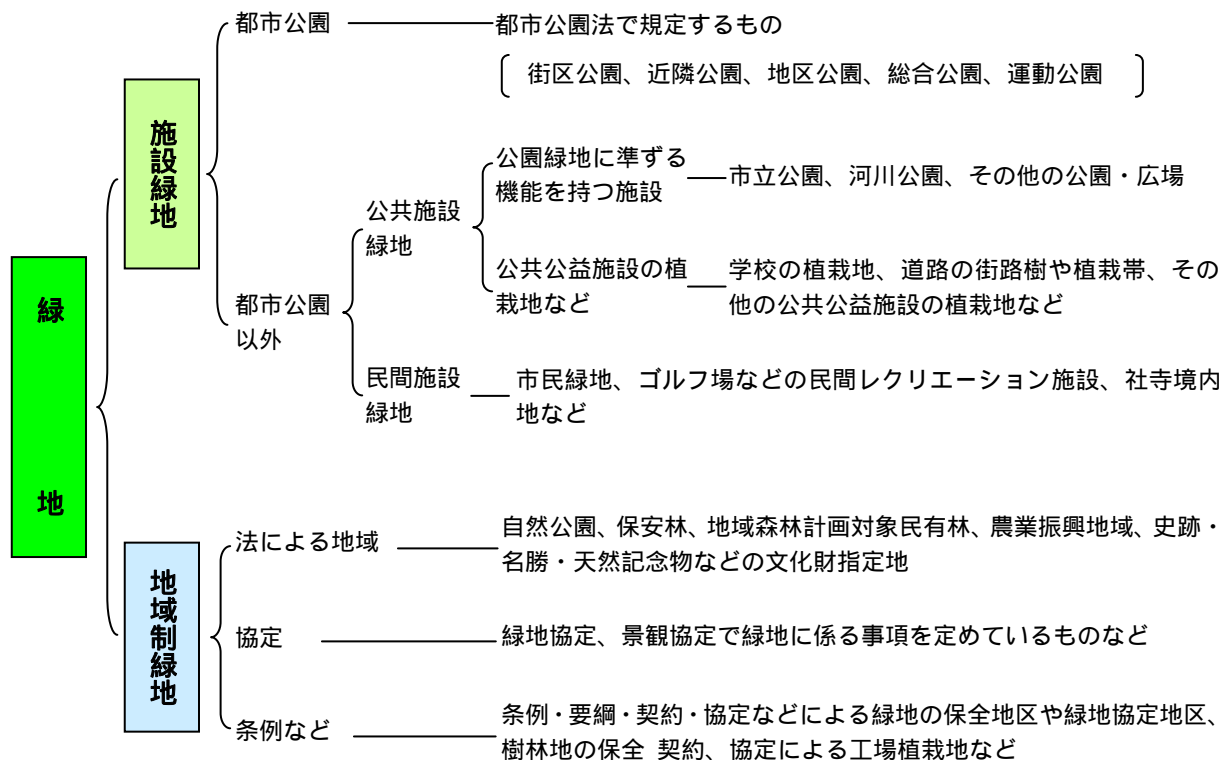 緑地
施設緑地
都市公園
都市公園法で規定するもの
街区公園、近隣公園、地区公園、総合公園、運動公園
都市公園
以外
公共施設
緑地
公園緑地に準ずる
機能を持つ施設
市立公園、河川公園、その他の公園・広場
公共公益施設の植
栽地など
学校の植栽地、道路の街路樹や植栽帯、その
他の公共公益施設の植栽地など
民間施設
緑地
市民緑地、ゴルフ場などの民間レクリエーション施設、社寺境内
地など
地域制緑地
法による地域
自然公園、保安林、地域森林計画対象民有林、農業振興地域、史跡・
名勝・天然記念物などの文化財指定地
協定
緑地協定、景観協定で緑地に係る事項を定めているものなど
条例など
条例・要綱・契約・協定などによる緑地の保全地区や緑地協定地区、
樹林地の保全 契約、協定による工場植栽地など